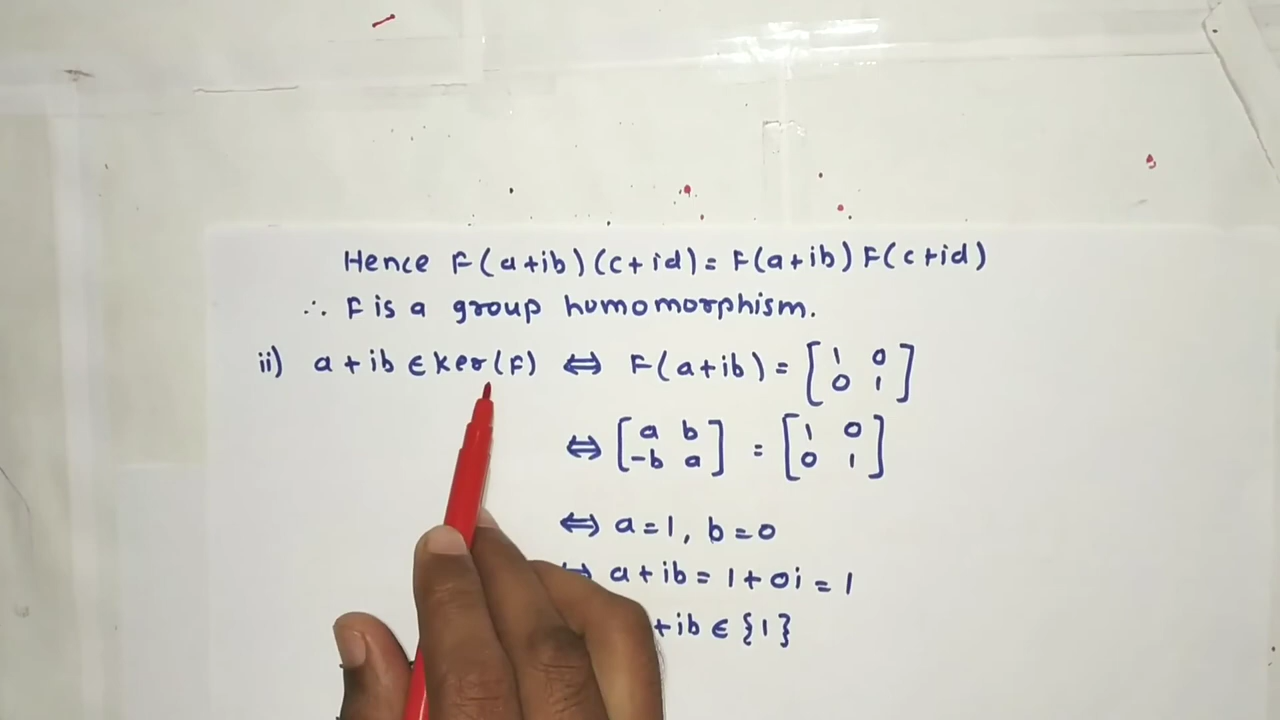 Hence F(a+ib)(c+id) = F(a+ib) F(c+id)
∴ F is a group homomorphism.
ii) a+ib ∈ ker(F) ⇔ F(a+ib) = [1 0
0 1]
⇔ [a b
-b a] = [1 0
0 1]
⇔ a=1, b=0
⇔ a+ib = 1+0i = 1
+ib ∈ {1}